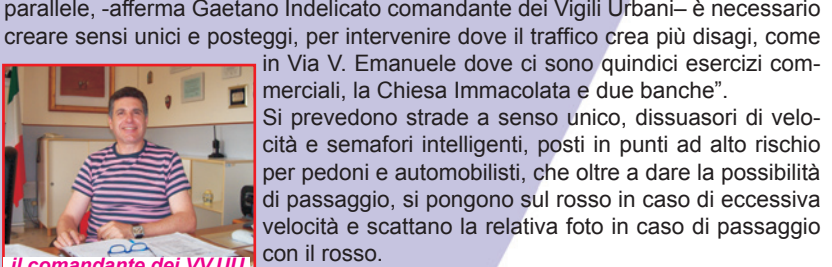 parallele, -afferma Gaetano Indelicato comandante dei Vigili Urbani– è necessario
creare sensi unici e posteggi, per intervenire dove il traffico crea più disagi, come
in Via V. Emanuele dove ci sono quindici esercizi com-
merciali, la Chiesa Immacolata e due banche”.
Si prevedono strade a senso unico, dissuasori di velo-
cità e semafori intelligenti, posti in punti ad alto rischio
per pedoni e automobilisti, che oltre a dare la possibilità
di passaggio, si pongono sul rosso in caso di eccessiva
velocità e scattano la relativa foto in caso di passaggio
con il rosso.
il comandante dei VV.UU